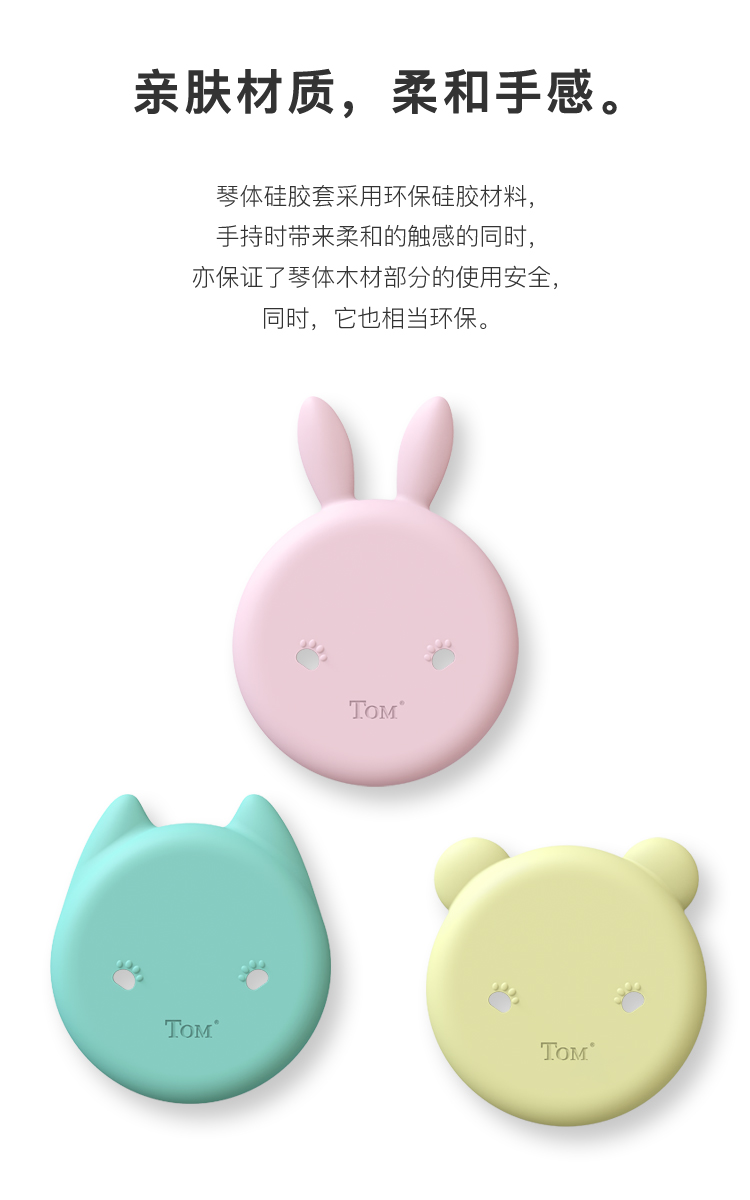 亲肤材质，柔和手感。
琴体硅胶套采用环保硅胶材料，
手持时带来柔和的触感的同时，
亦保证了琴体木材部分的使用安全，
同时，它也相当环保。
TOM®
TOM®
TOM®